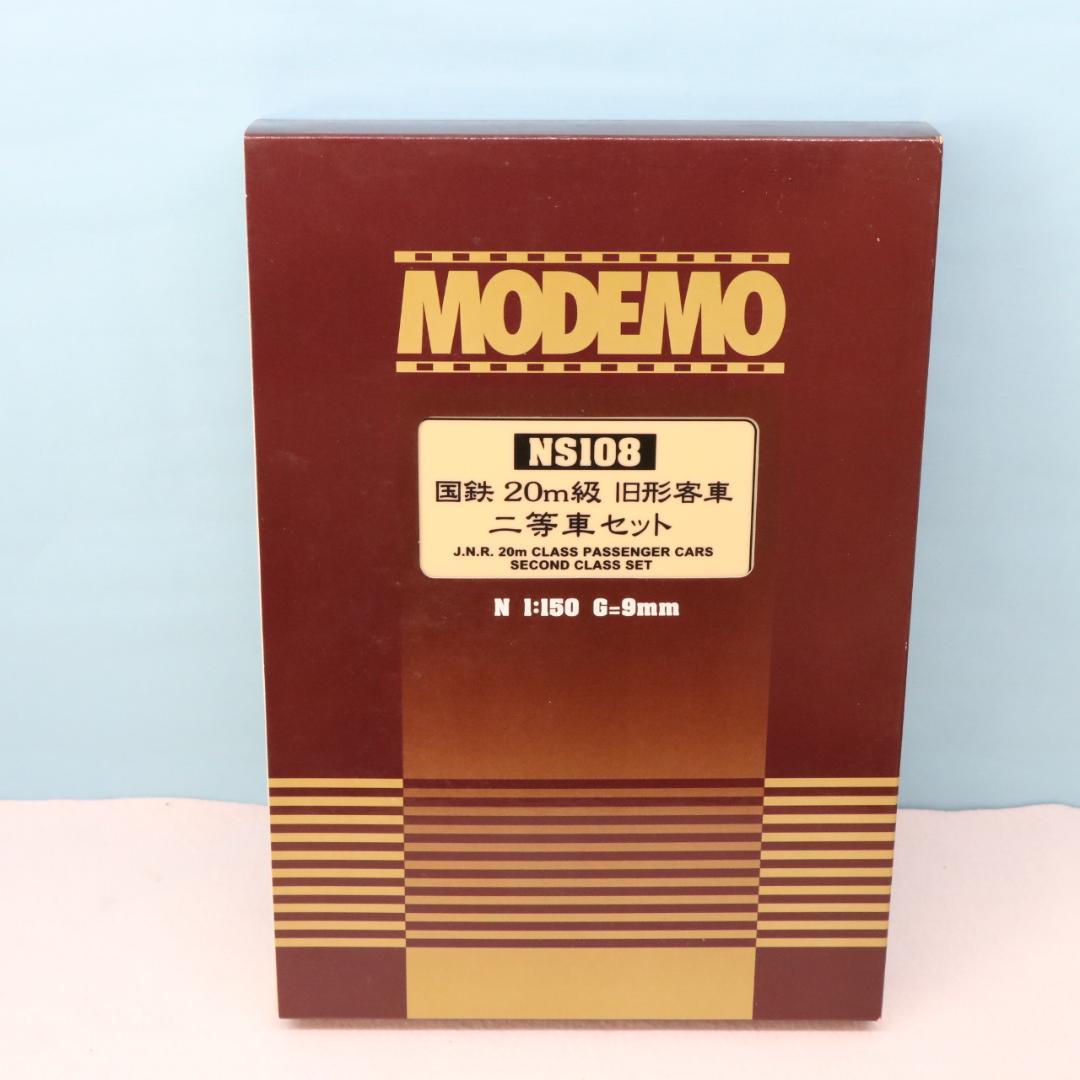 MODEMO
NS108
国鉄 20m級 旧形客車
二等車セット
J.N.R. 20m CLASS PASSENGER CARS
SECOND CLASS SET
N 1:150 G=9mm